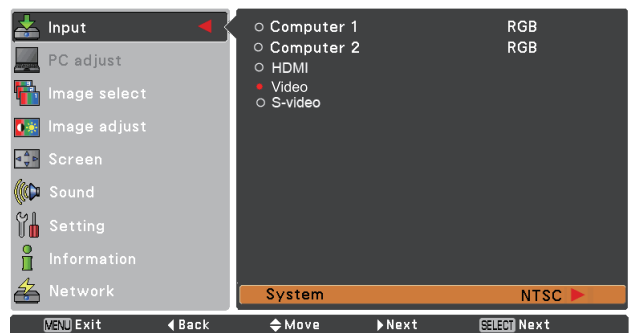 Input
PC adjust
Image select
Image adjust
Screen
Sound
Setting
Information
Network
Computer 1 RGB
Computer 2 RGB
HDMI
Video
S-video
System NTSC
MENU Exit Back Move Next SELECT Next